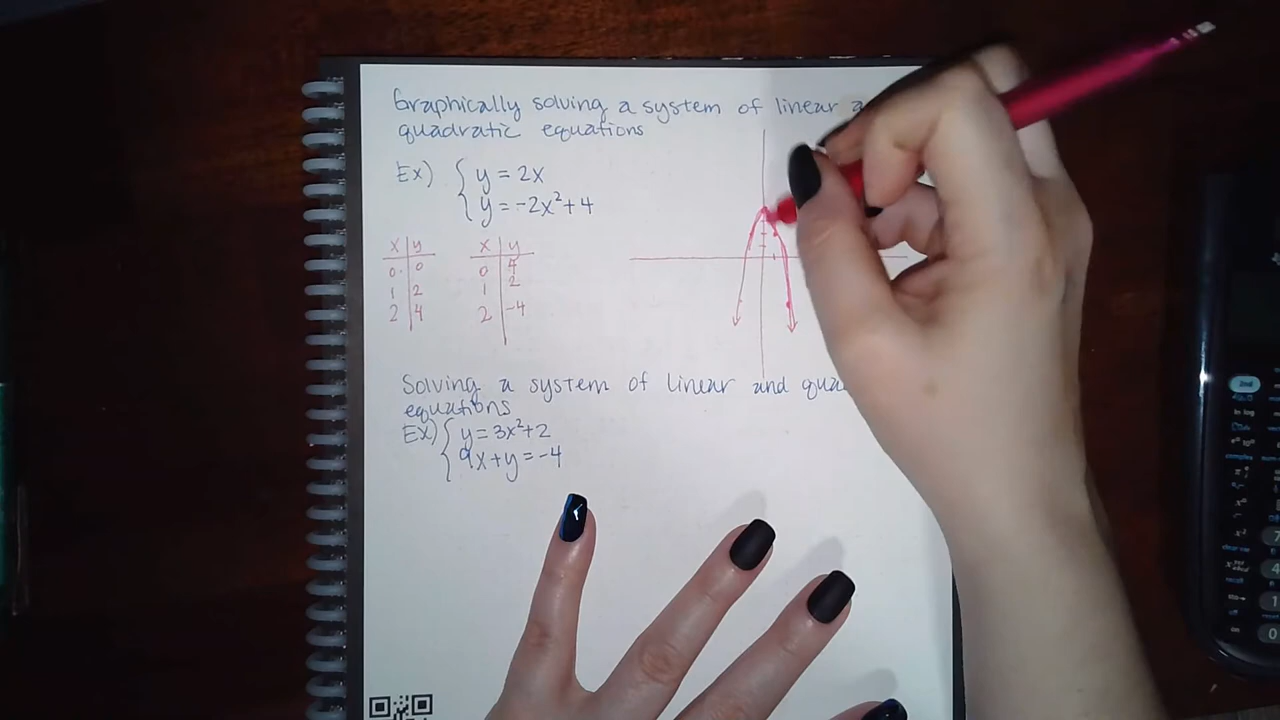 Graphically solving a system of linear
quadratic equations
Ex) { y = 2x
y = -2x²+4
x | y
0 | 0
1 | 2
2 | 4
x | y
0 | 4
1 | 2
2 | -4
Solving a system of linear and
equations
Ex) { y = 3x²+2
9x+y = -4
2nd